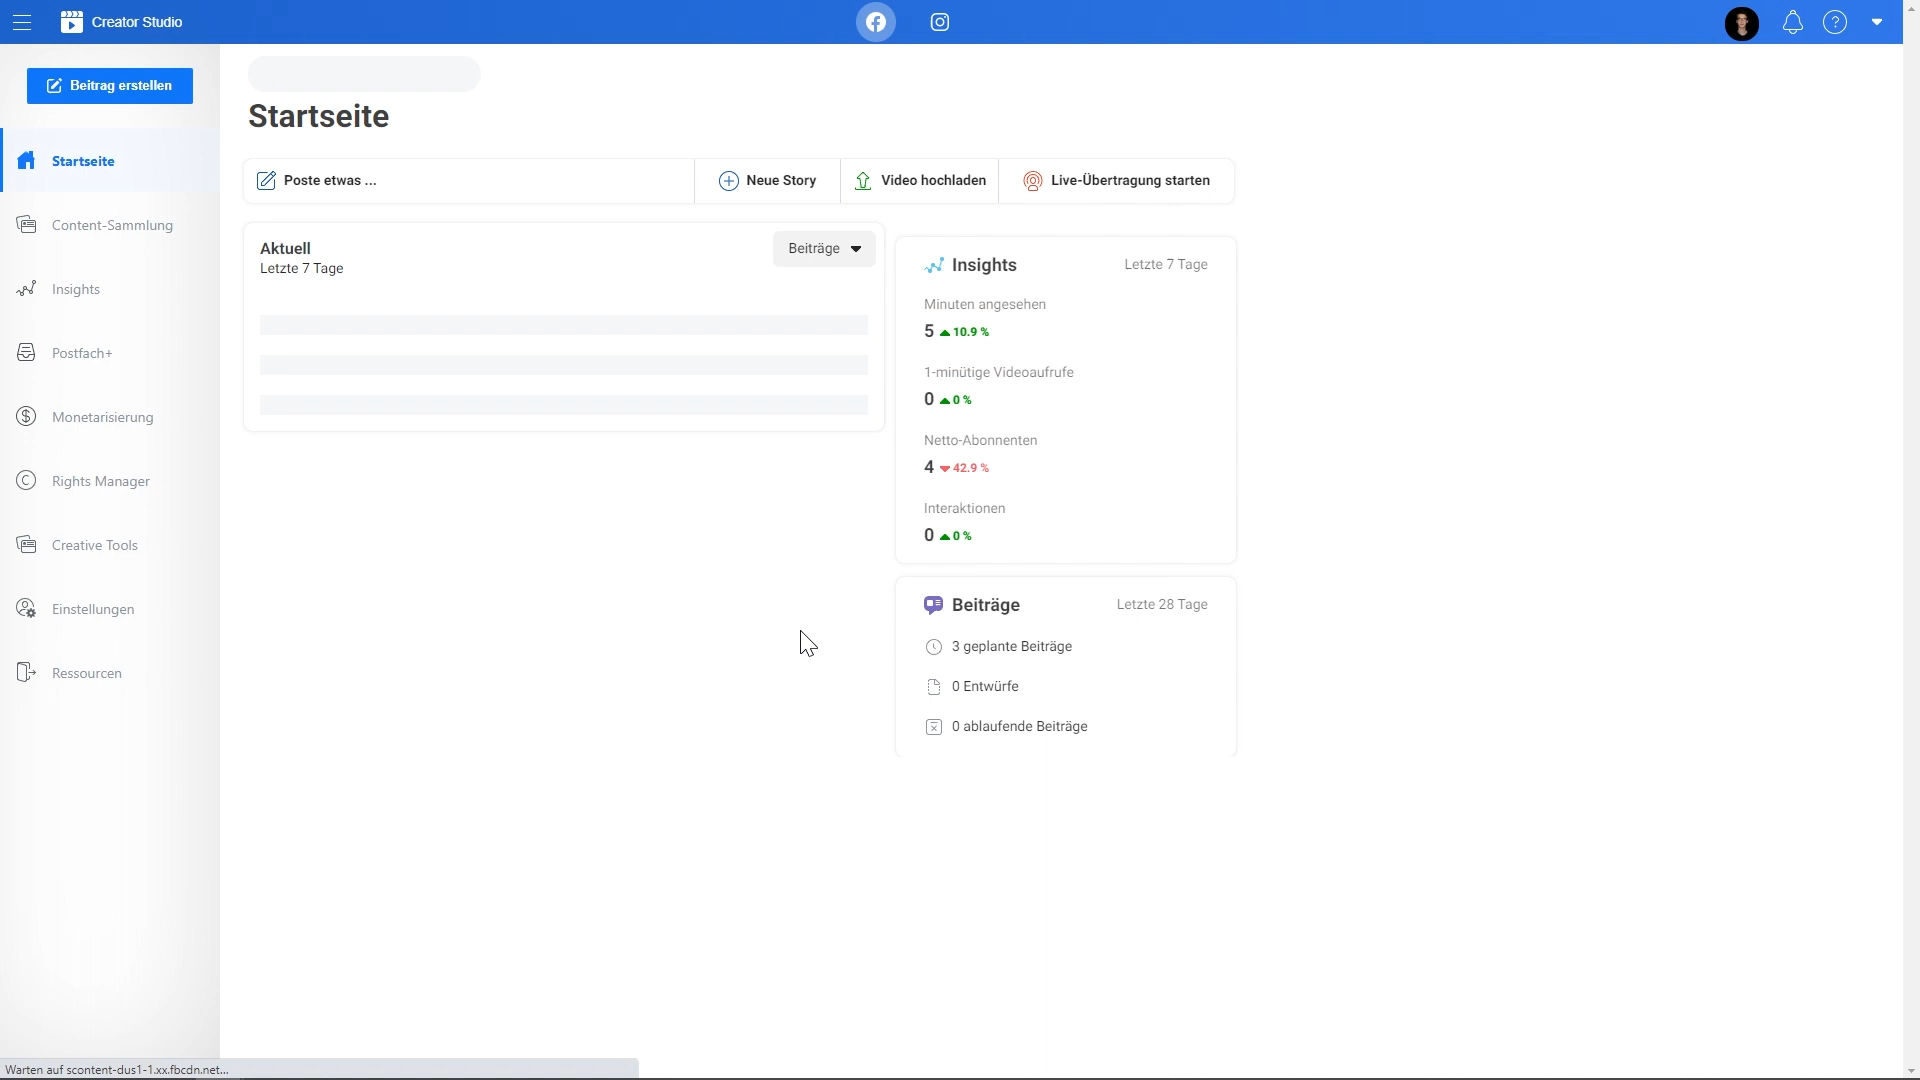 Creator Studio
Beitrag erstellen
Startseite
Content-Sammlung
Insights
Postfach+
Monetarisierung
Rights Manager
Creative Tools
Einstellungen
Ressourcen
Startseite
Poste etwas ...
Neue Story
Video hochladen
Live-Übertragung starten
Aktuell
Letzte 7 Tage
Beiträge
Insights
Letzte 7 Tage
Minuten angesehen
5 10.9 %
1-minütige Videoaufrufe
0 0 %
Netto-Abonnenten
4 42.9 %
Interaktionen
0 0 %
Beiträge
Letzte 28 Tage
3 geplante Beiträge
0 Entwürfe
0 ablaufende Beiträge
Warten auf scontent-dus1-1.xx.fbcdn.net...